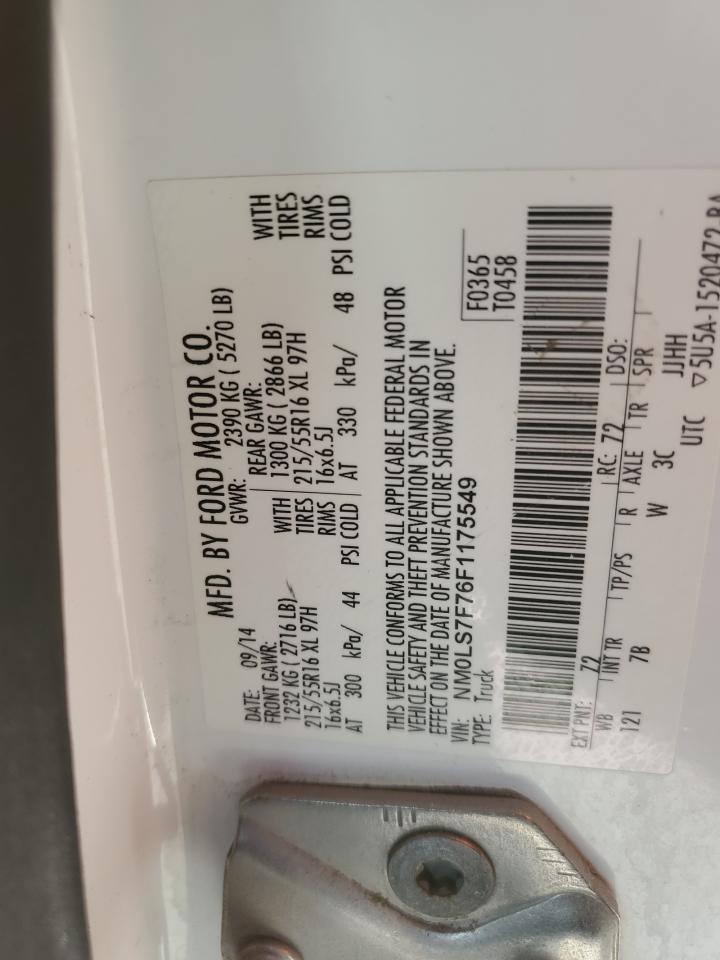 MFD. BY FORD MOTOR CO.
DATE: 09/14
GVWR: 2390 KG ( 5270 LB)
FRONT GAWR:
1232 KG ( 2716 LB)
WITH
215/55R16 XL 97H
TIRES
16x6.5J
RIMS
AT 300 kPa/ 44 PSI COLD
REAR GAWR:
1300 KG ( 2866 LB)
WITH
215/55R16 XL 97H
TIRES
16x6.5J
RIMS
AT 330 kPa/ 48 PSI COLD
THIS VEHICLE CONFORMS TO ALL APPLICABLE FEDERAL MOTOR
VEHICLE SAFETY AND THEFT PREVENTION STANDARDS IN
EFFECT ON THE DATE OF MANUFACTURE SHOWN ABOVE.
VIN: NM0LS7F76F1175549
TYPE: Truck
F0365
T0458
EXT PNT: 72 RC: 72 DSO:
WB INT TR TP/PS R AXLE TR SPR
121 7B W 3C JJHH
UTC ▽5U5A-1520472-